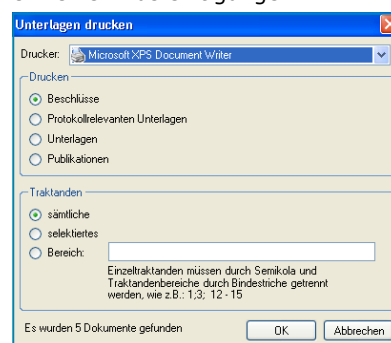 Unterlagen drucken
Drucker: Microsoft XPS Document Writer
Drucken
Beschlüsse
Protokollrelevanten Unterlagen
Unterlagen
Publikationen
Traktanden
sämtliche
selektiertes
Bereich:
Einzeltraktanden müssen durch Semikola und
Traktandenbereiche durch Bindestriche getrennt
werden, wie z.B.: 1;3; 12 - 15
Es wurden 5 Dokumente gefunden OK Abbrechen